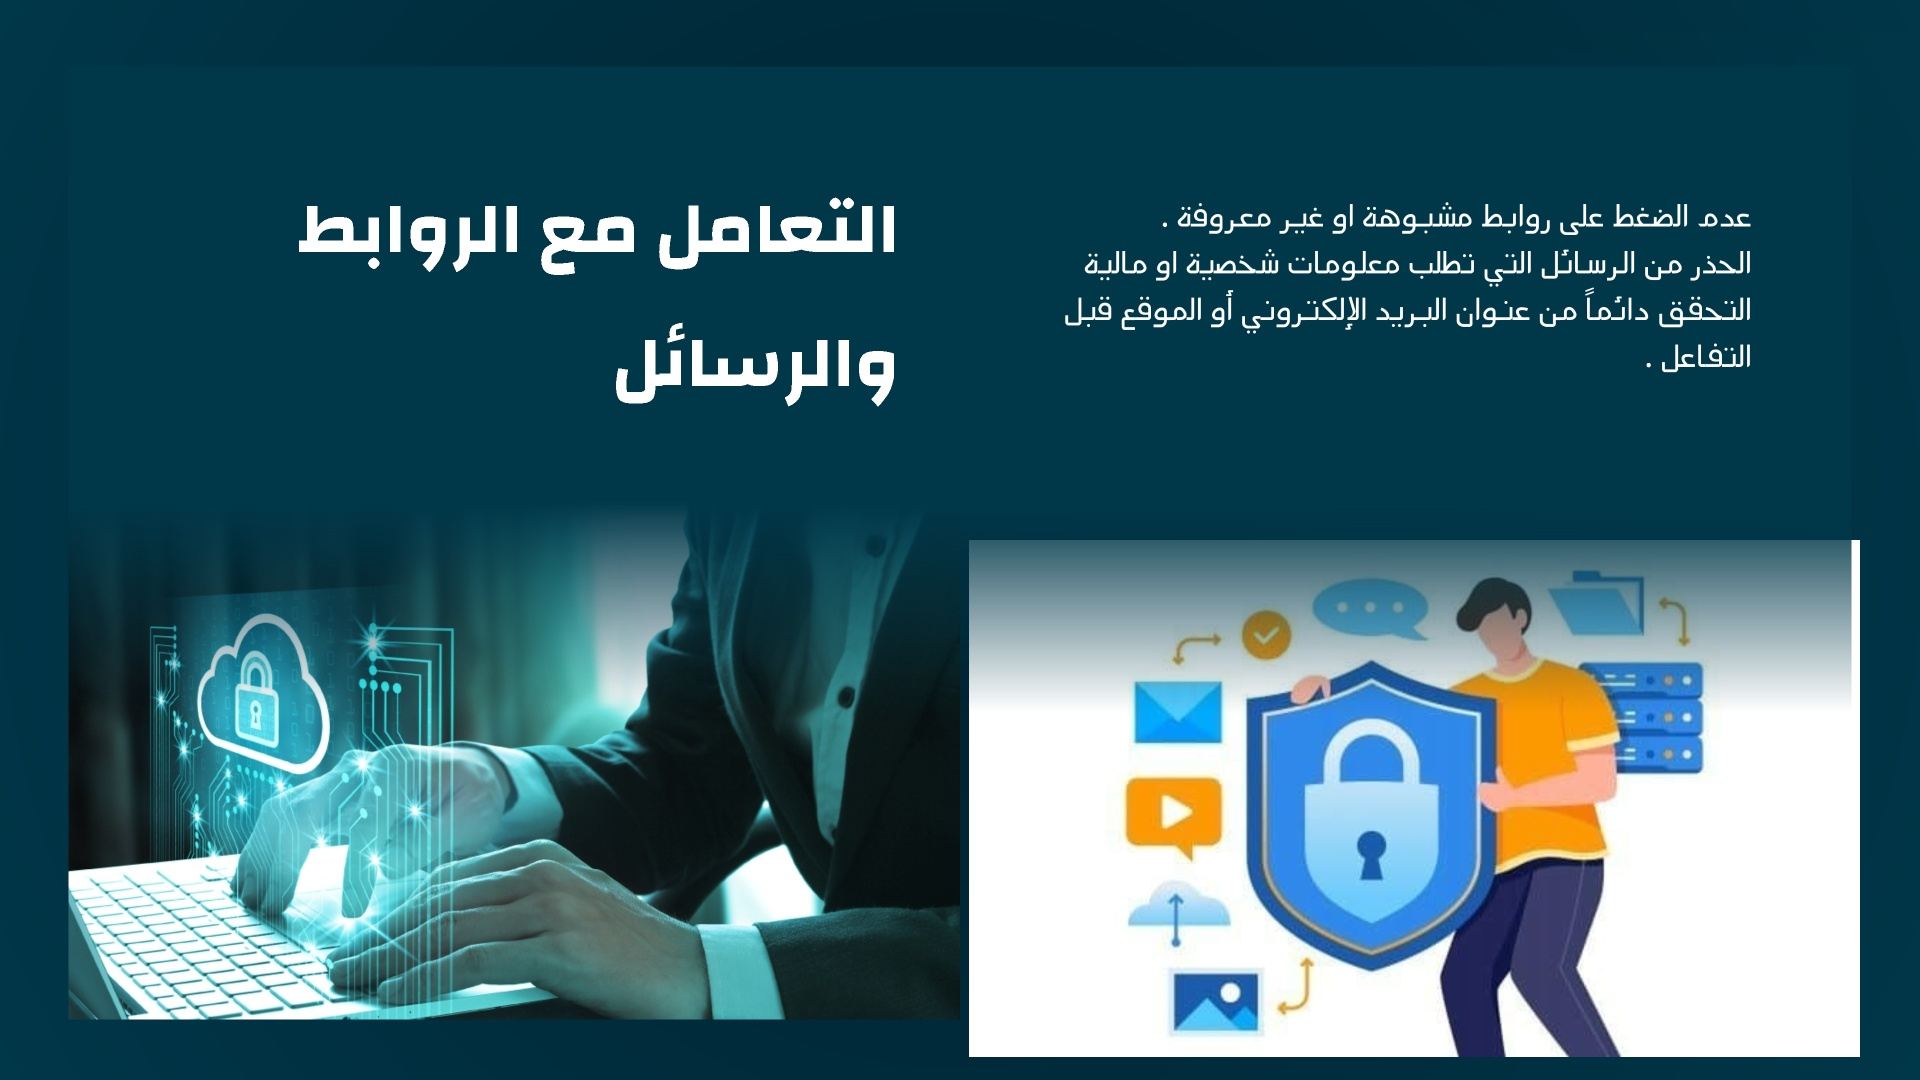 التعامل مع الروابط
والرسائل
عدم الضغط على روابط مشبوهة او غير معروفة .
الحذر من الرسائل التي تطلب معلومات شخصية او مالية
التحقق دائماً من عنوان البريد الإلكتروني أو الموقع قبل
التفاعل .